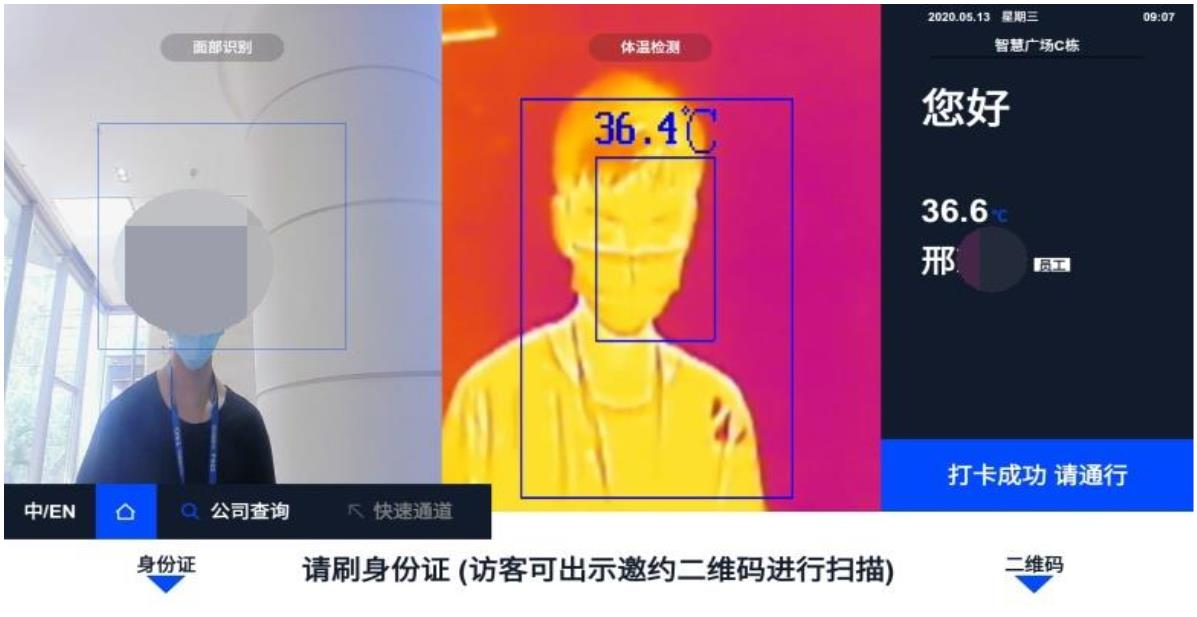 面部识别
体温检测
2020.05.13 星期三 09:07
智慧广场C栋
您好
36.4℃
36.6℃
邢
员工
打卡成功 请通行
中/EN
公司查询
快速通道
身份证
请刷身份证 (访客可出示邀约二维码进行扫描)
二维码